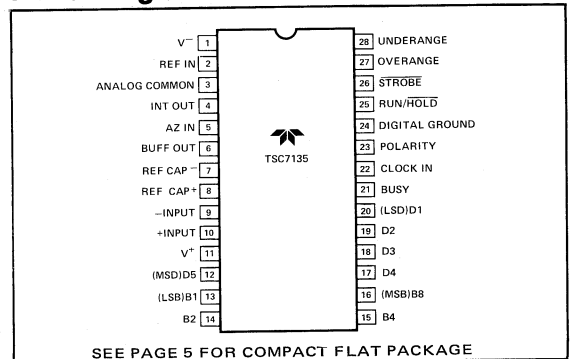 V⁻ 1
REF IN 2
ANALOG COMMON 3
INT OUT 4
AZ IN 5
BUFF OUT 6
REF CAP⁻ 7
REF CAP⁺ 8
−INPUT 9
+INPUT 10
V⁺ 11
(MSD)D5 12
(LSB)B1 13
B2 14
TSC7135
28 UNDERANGE
27 OVERANGE
26 STROBE
25 RUN/HOLD
24 DIGITAL GROUND
23 POLARITY
22 CLOCK IN
21 BUSY
20 (LSD)D1
19 D2
18 D3
17 D4
16 (MSB)B8
15 B4
SEE PAGE 5 FOR COMPACT FLAT PACKAGE